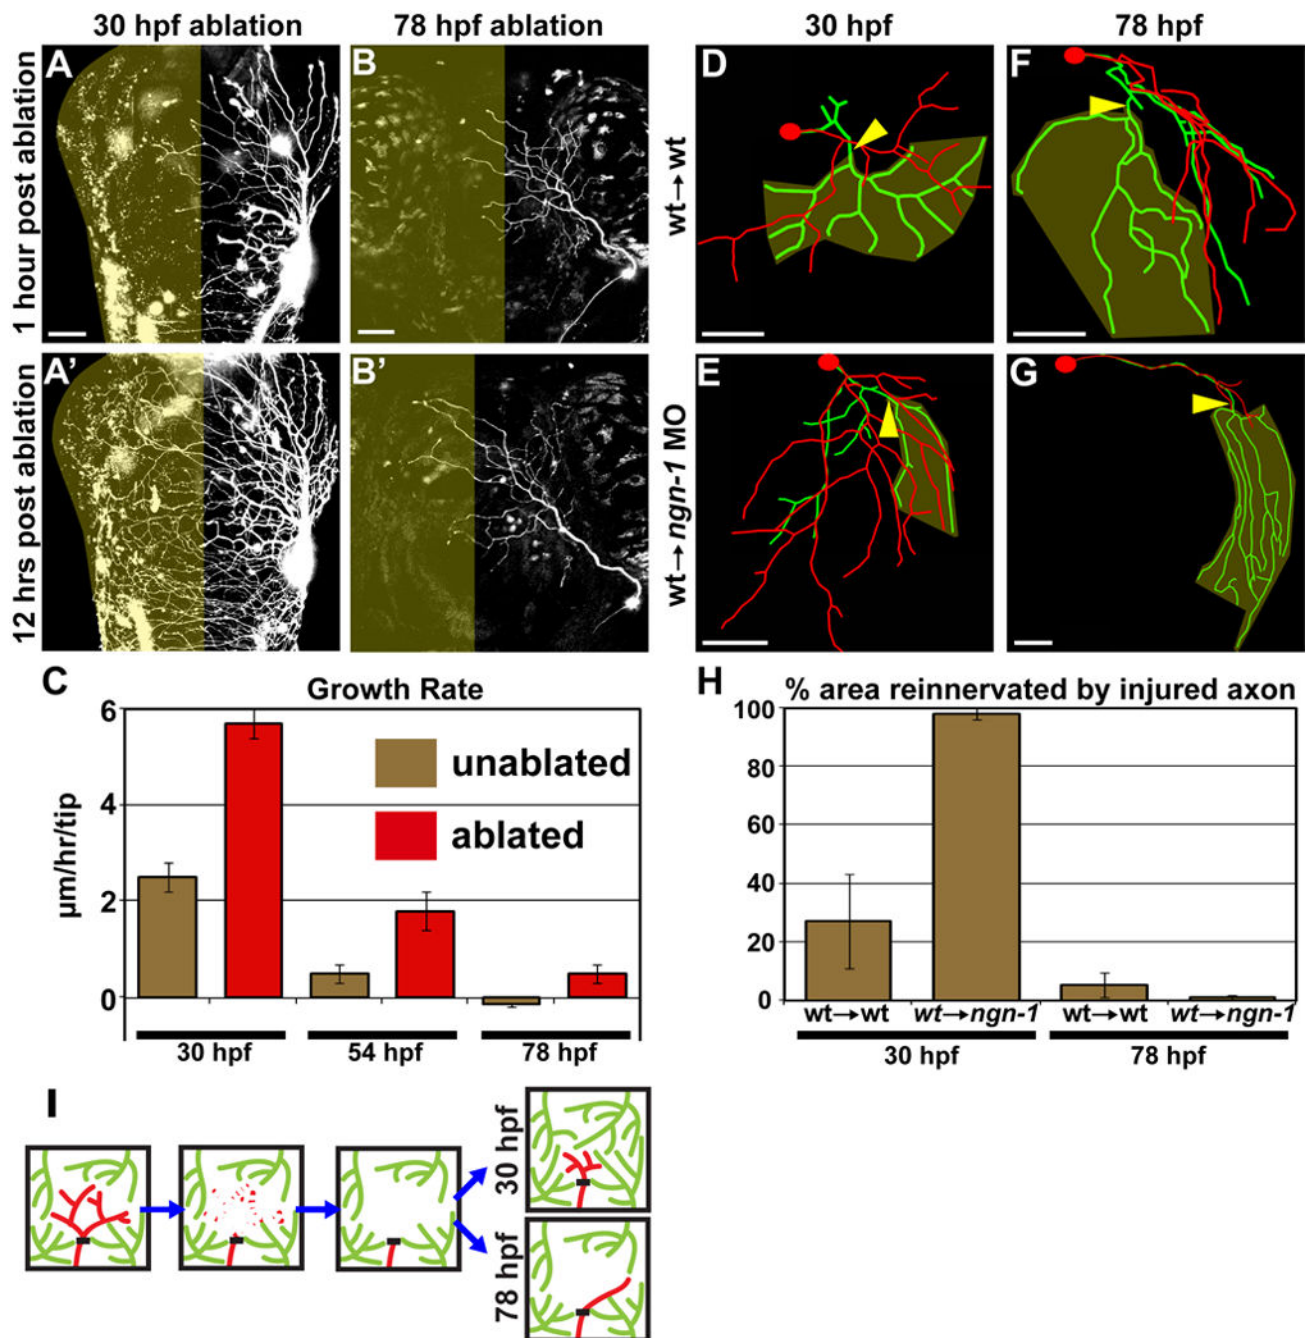 30 hpf ablation 78 hpf ablation 30 hpf 78 hpf
1 hour post ablation
A B D F
wt→wt
12 hrs post ablation
A' B' E G
wt→ngn-1 MO
C Growth Rate
6
4
2
0
µm/hr/tip
unablated
ablated
30 hpf 54 hpf 78 hpf
H % area reinnervated by injured axon
100
80
60
40
20
0
wt→wt wt→ngn-1 wt→wt wt→ngn-1
30 hpf 78 hpf
I
30 hpf
78 hpf